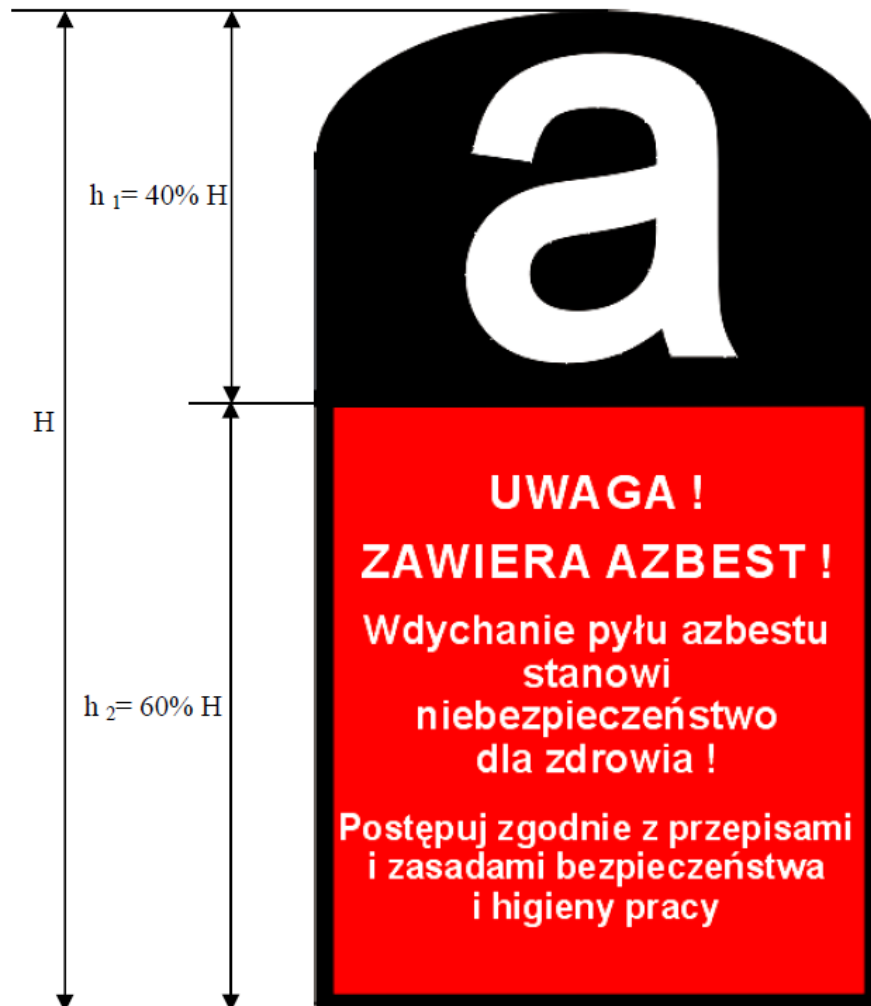 a
h 1= 40% H
H
UWAGA !
ZAWIERA AZBEST !
Wdychanie pyłu azbestu
stanowi
niebezpieczeństwo
dla zdrowia !
h 2= 60% H
Postępuj zgodnie z przepisami
i zasadami bezpieczeństwa
i higieny pracy